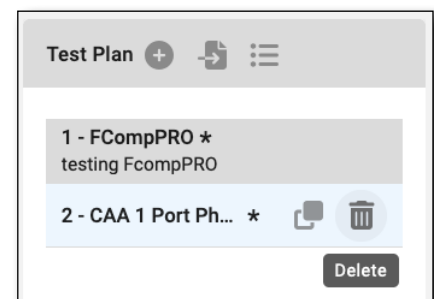 Test Plan
1 - FCompPRO *
testing FcompPRO
2 - CAA 1 Port Ph... *
Delete